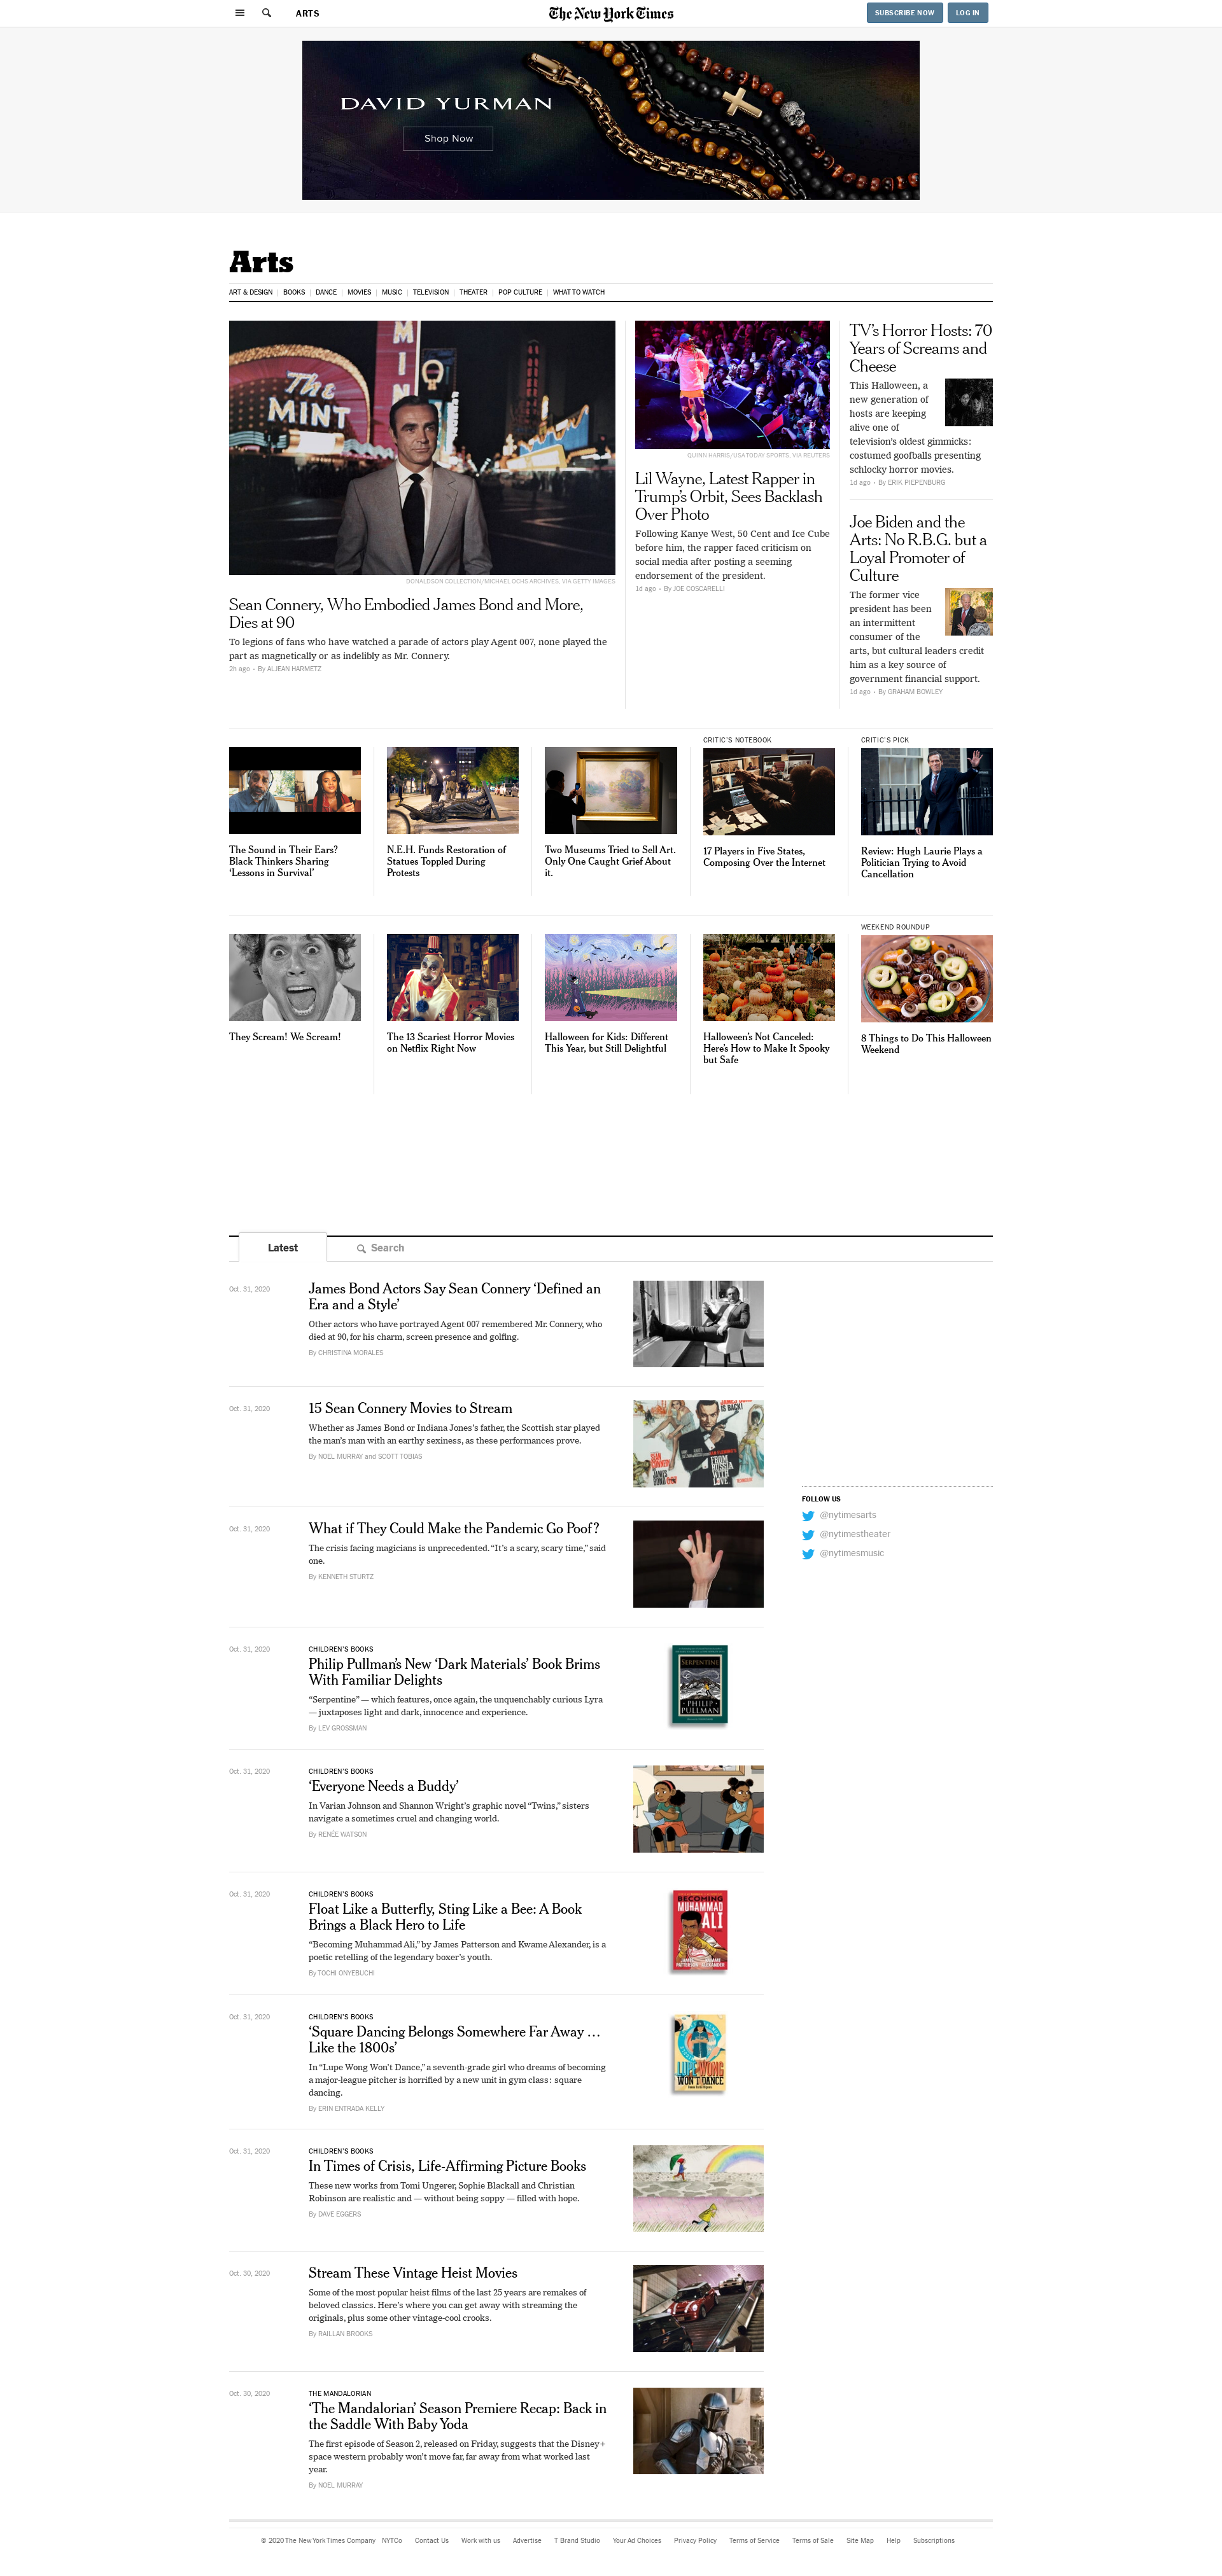 ARTS
The New York Times
SUBSCRIBE NOW
LOG IN
DAVID YURMAN
Shop Now
Arts
ART & DESIGN
BOOKS
DANCE
MOVIES
MUSIC
TELEVISION
THEATER
POP CULTURE
WHAT TO WATCH
The
MINT
DONALDSON COLLECTION/MICHAEL OCHS ARCHIVES, VIA GETTY IMAGES
Sean Connery, Who Embodied James Bond and More,
Dies at 90
To legions of fans who have watched a parade of actors play Agent 007, none played the
part as magnetically or as indelibly as Mr. Connery.
2h ago • By ALJEAN HARMETZ
QUINN HARRIS/USA TODAY SPORTS, VIA REUTERS
Lil Wayne, Latest Rapper in
Trump's Orbit, Sees Backlash
Over Photo
Following Kanye West, 50 Cent and Ice Cube
before him, the rapper faced criticism on
social media after posting a seeming
endorsement of the president.
1d ago • By JOE COSCARELLI
TV's Horror Hosts: 70
Years of Screams and
Cheese
This Halloween, a
new generation of
hosts are keeping
alive one of
television's oldest gimmicks:
costumed goofballs presenting
schlocky horror movies.
1d ago • By ERIK PIEPENBURG
Joe Biden and the
Arts: No R.B.G. but a
Loyal Promoter of
Culture
The former vice
president has been
an intermittent
consumer of the
arts, but cultural leaders credit
him as a key source of
government financial support.
1d ago • By GRAHAM BOWLEY
The Sound in Their Ears?
Black Thinkers Sharing
‘Lessons in Survival’
N.E.H. Funds Restoration of
Statues Toppled During
Protests
Two Museums Tried to Sell Art.
Only One Caught Grief About
it.
CRITIC'S NOTEBOOK
17 Players in Five States,
Composing Over the Internet
CRITIC'S PICK
Review: Hugh Laurie Plays a
Politician Trying to Avoid
Cancellation
They Scream! We Scream!
The 13 Scariest Horror Movies
on Netflix Right Now
Halloween for Kids: Different
This Year, but Still Delightful
Halloween's Not Canceled:
Here's How to Make It Spooky
but Safe
WEEKEND ROUNDUP
8 Things to Do This Halloween
Weekend
Latest
Search
Oct. 31, 2020
James Bond Actors Say Sean Connery ‘Defined an
Era and a Style’
Other actors who have portrayed Agent 007 remembered Mr. Connery, who
died at 90, for his charm, screen presence and golfing.
By CHRISTINA MORALES
Oct. 31, 2020
15 Sean Connery Movies to Stream
Whether as James Bond or Indiana Jones's father, the Scottish star played
the man's man with an earthy sexiness, as these performances prove.
By NOEL MURRAY and SCOTT TOBIAS
IS BACK!
FROM
RUSSIA
WITH
LOVE
FOLLOW US
@nytimesarts
@nytimestheater
@nytimesmusic
Oct. 31, 2020
What if They Could Make the Pandemic Go Poof?
The crisis facing magicians is unprecedented. “It's a scary, scary time,” said
one.
By KENNETH STURTZ
Oct. 31, 2020
CHILDREN'S BOOKS
Philip Pullman's New ‘Dark Materials’ Book Brims
With Familiar Delights
“Serpentine” — which features, once again, the unquenchably curious Lyra
— juxtaposes light and dark, innocence and experience.
By LEV GROSSMAN
SERPENTINE
PHILIP
PULLMAN
Oct. 31, 2020
CHILDREN'S BOOKS
‘Everyone Needs a Buddy’
In Varian Johnson and Shannon Wright's graphic novel “Twins,” sisters
navigate a sometimes cruel and changing world.
By RENÉE WATSON
Oct. 31, 2020
CHILDREN'S BOOKS
Float Like a Butterfly, Sting Like a Bee: A Book
Brings a Black Hero to Life
“Becoming Muhammad Ali,” by James Patterson and Kwame Alexander, is a
poetic retelling of the legendary boxer's youth.
By TOCHI ONYEBUCHI
BECOMING
MUHAMMAD
ALI
JAMES KWAME
PATTERSON ALEXANDER
Oct. 31, 2020
CHILDREN'S BOOKS
‘Square Dancing Belongs Somewhere Far Away …
Like the 1800s’
In “Lupe Wong Won't Dance,” a seventh-grade girl who dreams of becoming
a major-league pitcher is horrified by a new unit in gym class: square
dancing.
By ERIN ENTRADA KELLY
LUPE WONG
WON'T DANCE
Oct. 31, 2020
CHILDREN'S BOOKS
In Times of Crisis, Life-Affirming Picture Books
These new works from Tomi Ungerer, Sophie Blackall and Christian
Robinson are realistic and — without being soppy — filled with hope.
By DAVE EGGERS
Oct. 30, 2020
Stream These Vintage Heist Movies
Some of the most popular heist films of the last 25 years are remakes of
beloved classics. Here's where you can get away with streaming the
originals, plus some other vintage-cool crooks.
By RAILLAN BROOKS
Oct. 30, 2020
THE MANDALORIAN
‘The Mandalorian’ Season Premiere Recap: Back in
the Saddle With Baby Yoda
The first episode of Season 2, released on Friday, suggests that the Disney+
space western probably won't move far, far away from what worked last
year.
By NOEL MURRAY
© 2020 The New York Times Company NYTCo Contact Us Work with us Advertise T Brand Studio Your Ad Choices Privacy Policy Terms of Service Terms of Sale Site Map Help Subscriptions